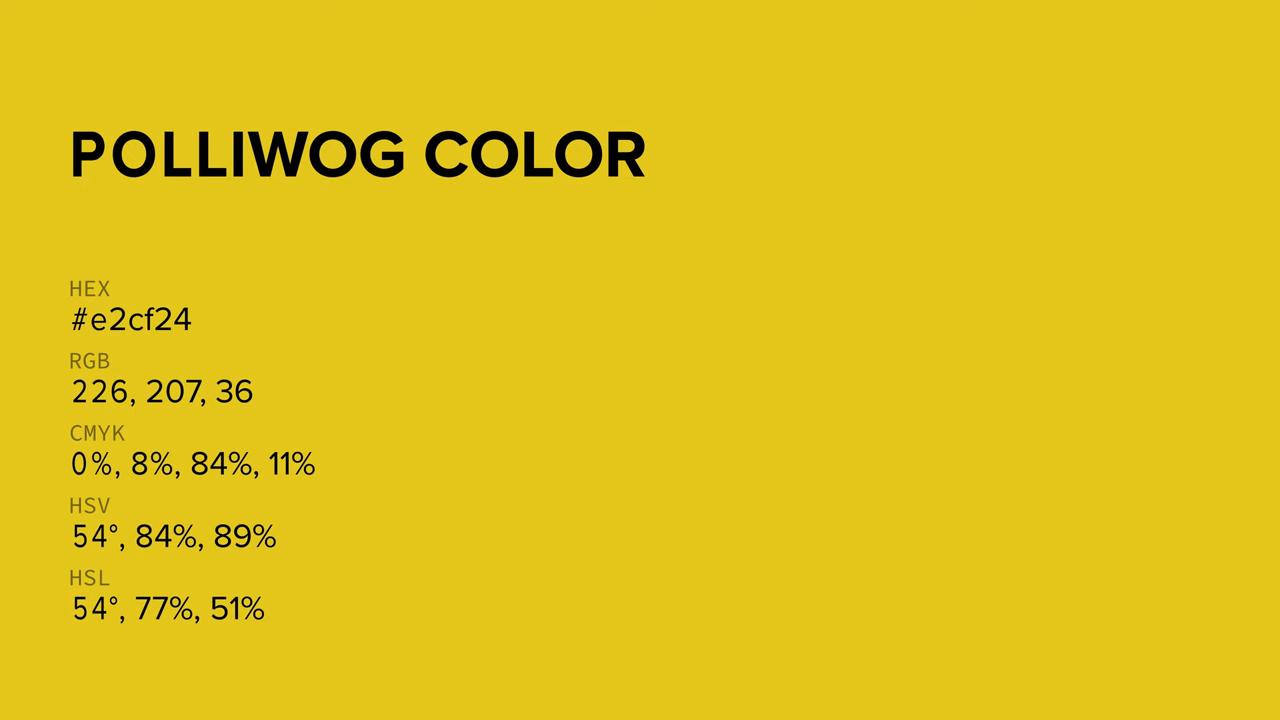 POLLIWOG COLOR
HEX
#e2cf24
RGB
226, 207, 36
CMYK
0%, 8%, 84%, 11%
HSV
54°, 84%, 89%
HSL
54°, 77%, 51%